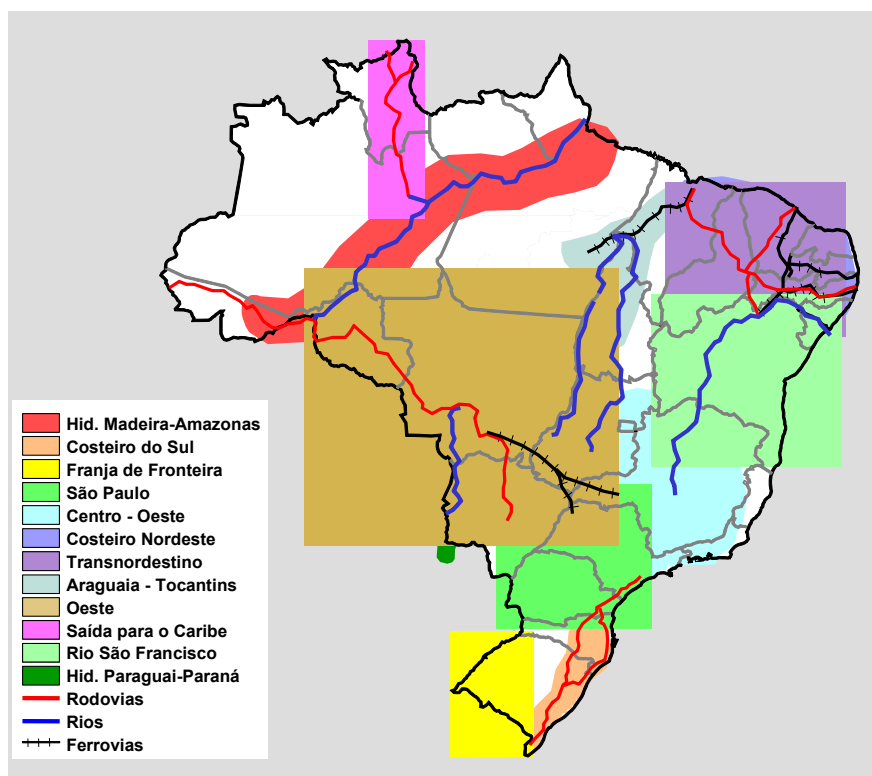 Hid. Madeira-Amazonas
Costeiro do Sul
Franja de Fronteira
São Paulo
Centro - Oeste
Costeiro Nordeste
Transnordestino
Araguaia - Tocantins
Oeste
Saída para o Caribe
Rio São Francisco
Hid. Paraguai-Paraná
Rodovias
Rios
Ferrovias